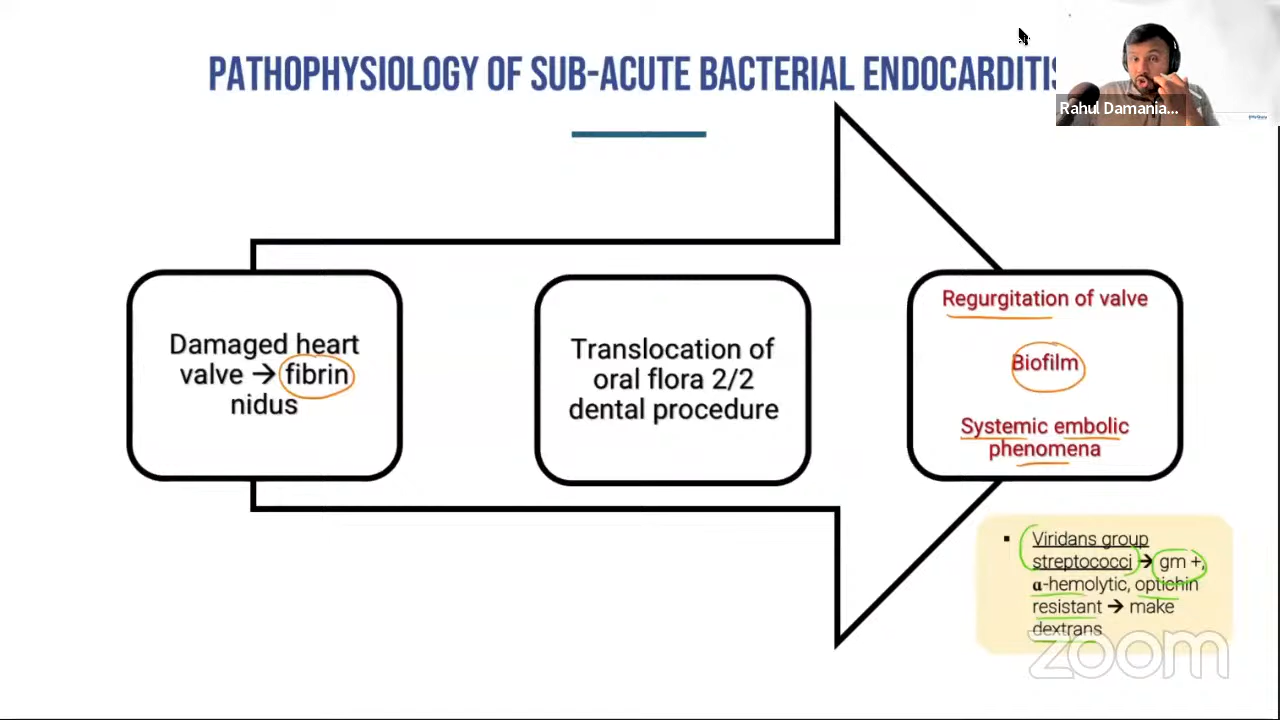 PATHOPHYSIOLOGY OF SUB-ACUTE BACTERIAL ENDOCARDITIS
Rahul Damania...
Damaged heart
valve → fibrin
nidus
Translocation of
oral flora 2/2
dental procedure
Regurgitation of valve
Biofilm
Systemic embolic
phenomena
▪ Viridans group
streptococci → gm +,
α-hemolytic, optichin
resistant → make
dextrans
zoom